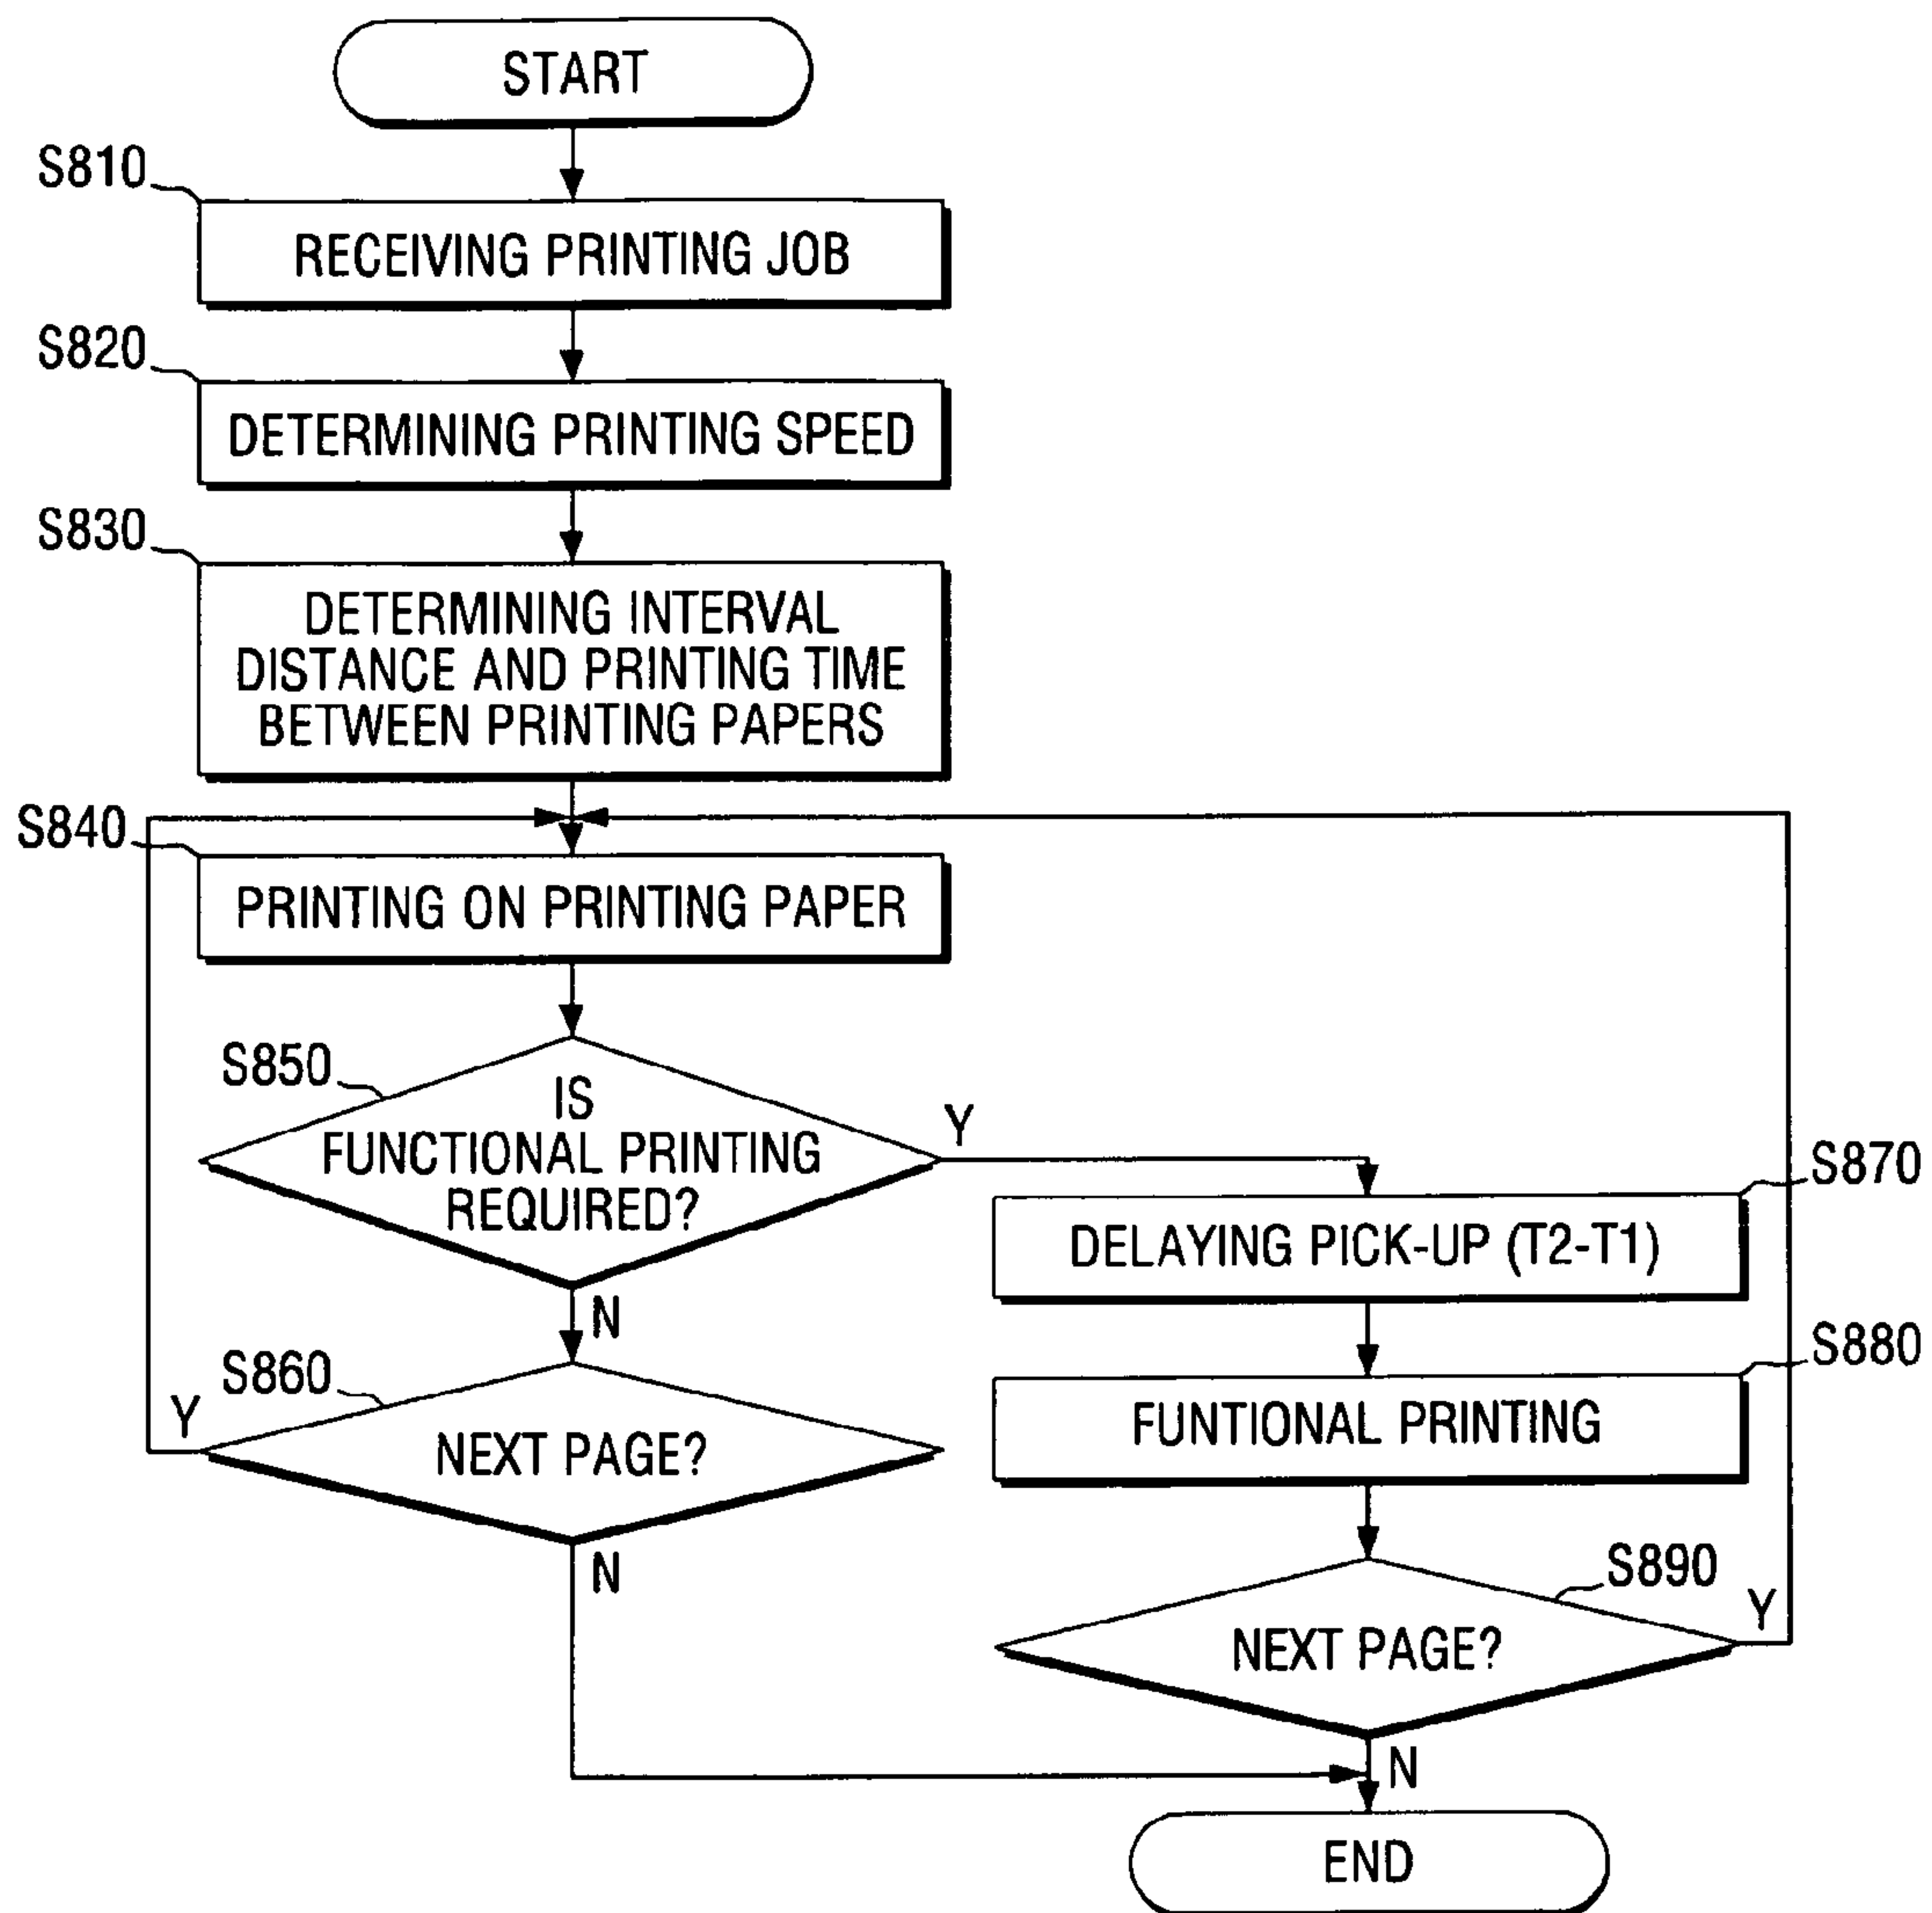 START
S810
RECEIVING PRINTING JOB
S820
DETERMINING PRINTING SPEED
S830
DETERMINING INTERVAL
DISTANCE AND PRINTING TIME
BETWEEN PRINTING PAPERS
S840
PRINTING ON PRINTING PAPER
S850
IS
FUNCTIONAL PRINTING
REQUIRED?
Y
N
S860
Y
NEXT PAGE?
N
S870
DELAYING PICK-UP (T2-T1)
S880
FUNTIONAL PRINTING
S890
Y
NEXT PAGE?
N
END